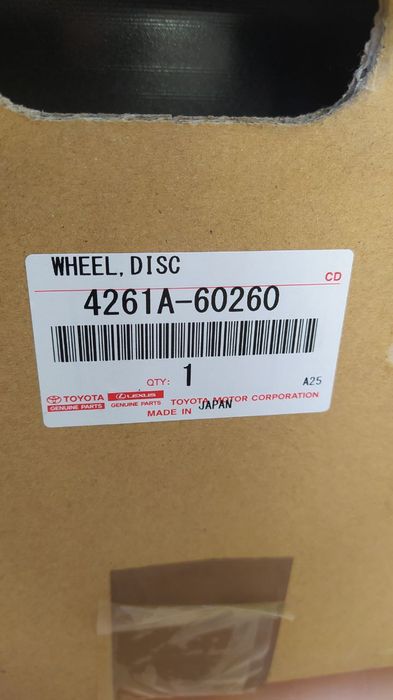 WHEEL, DISC
CD
4261A-60260
QTY: 1
A25
TOYOTA LEXUS TOYOTA MOTOR CORPORATION
GENUINE PARTS GENUINE PARTS
MADE IN JAPAN